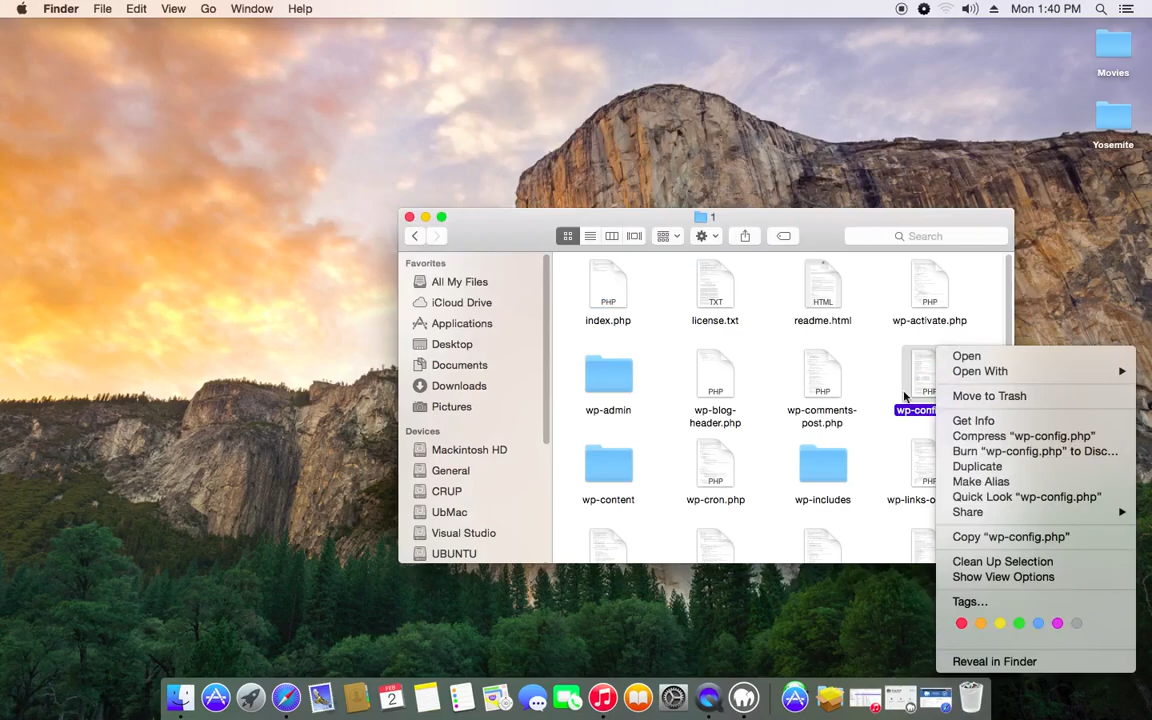 Finder File Edit View Go Window Help
Mon 1:40 PM
Movies
Yosemite
1
Search
Favorites
All My Files
iCloud Drive
Applications
Desktop
Documents
Downloads
Pictures
Devices
Mackintosh HD
General
CRUP
UbMac
Visual Studio
UBUNTU
PHP TXT HTML PHP
index.php license.txt readme.html wp-activate.php
PHP PHP PHP
wp-admin wp-blog-
header.php wp-comments-
post.php wp-conf
PHP PHP
wp-content wp-cron.php wp-includes wp-links-o
Open
Open With
Move to Trash
Get Info
Compress “wp-config.php”
Burn “wp-config.php” to Disc...
Duplicate
Make Alias
Quick Look “wp-config.php”
Share
Copy “wp-config.php”
Clean Up Selection
Show View Options
Tags...
Reveal in Finder
FEB
2